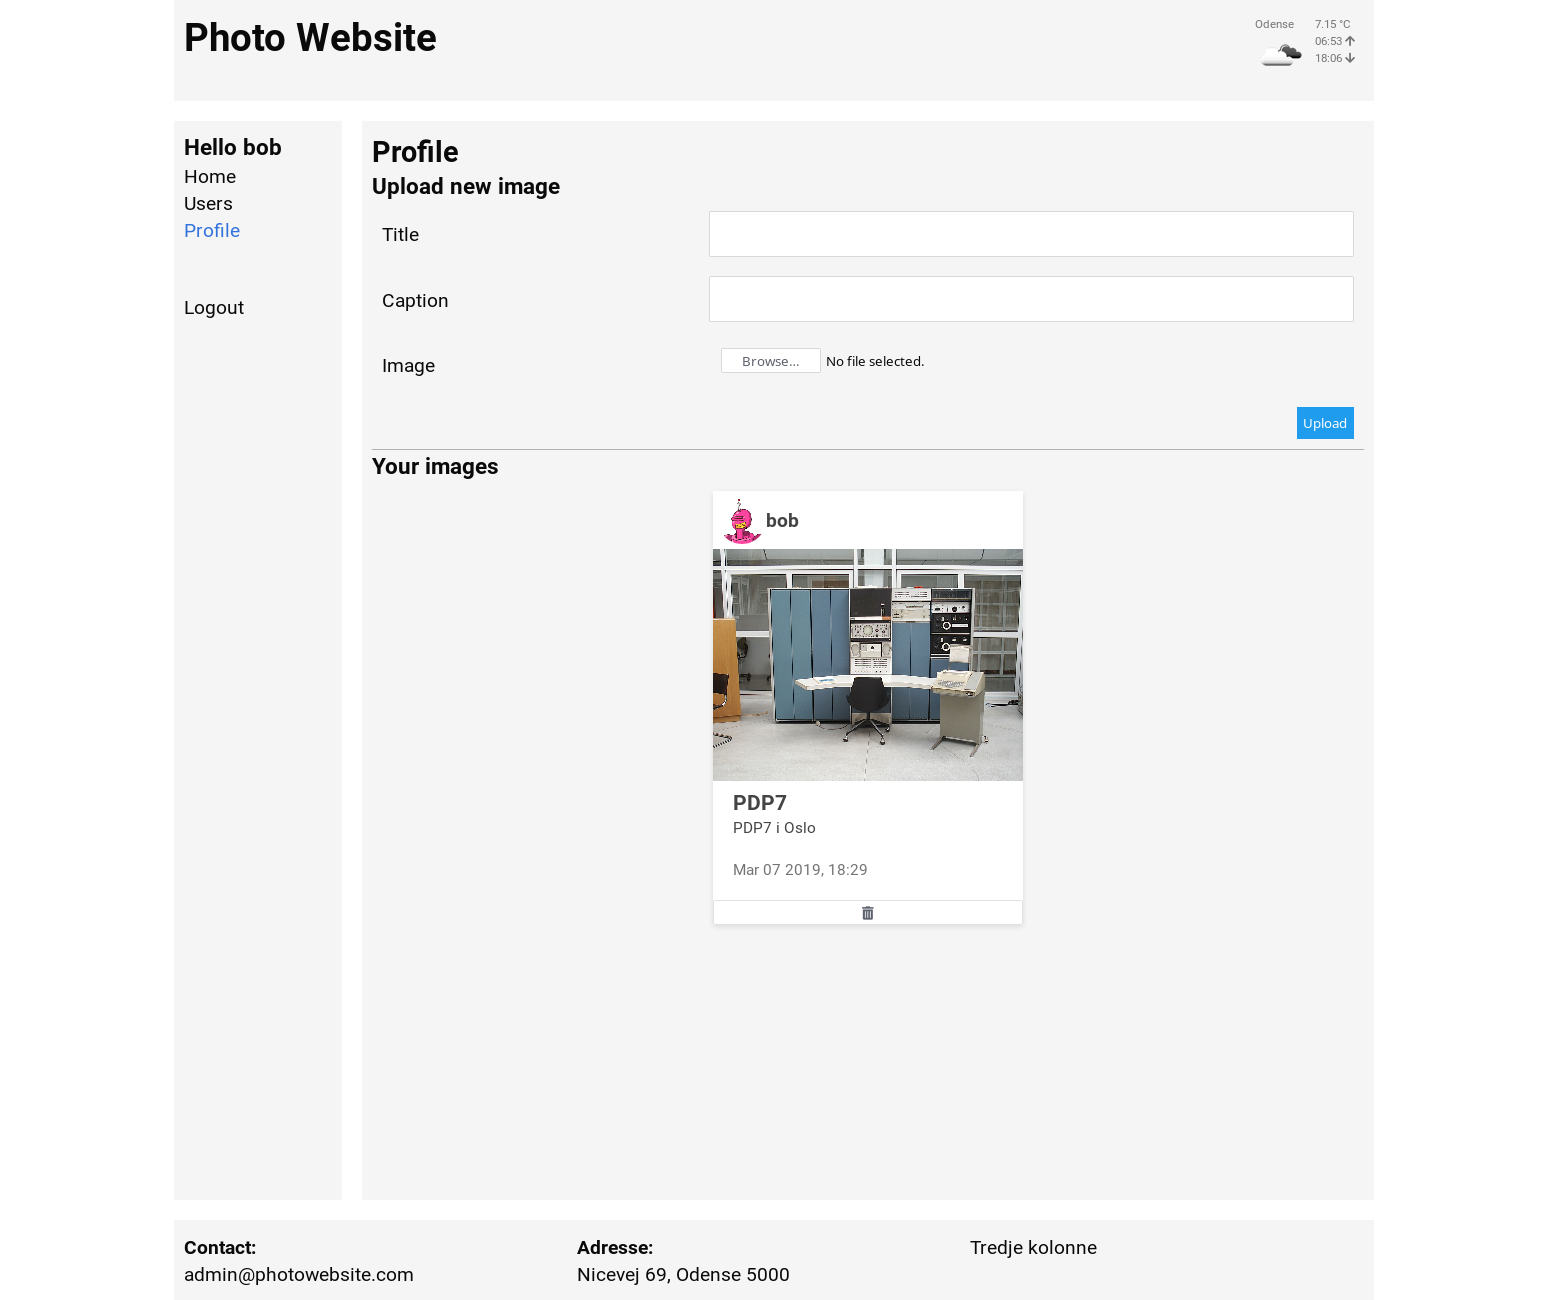 Photo Website
Odense 7.15 °C
06:53
18:06
Hello bob
Home
Users
Profile
Logout
Profile
Upload new image
Title
Caption
Image
Browse... No file selected.
Upload
Your images
bob
PDP7
PDP7 i Oslo
Mar 07 2019, 18:29
Contact:
admin@photowebsite.com
Adresse:
Nicevej 69, Odense 5000
Tredje kolonne